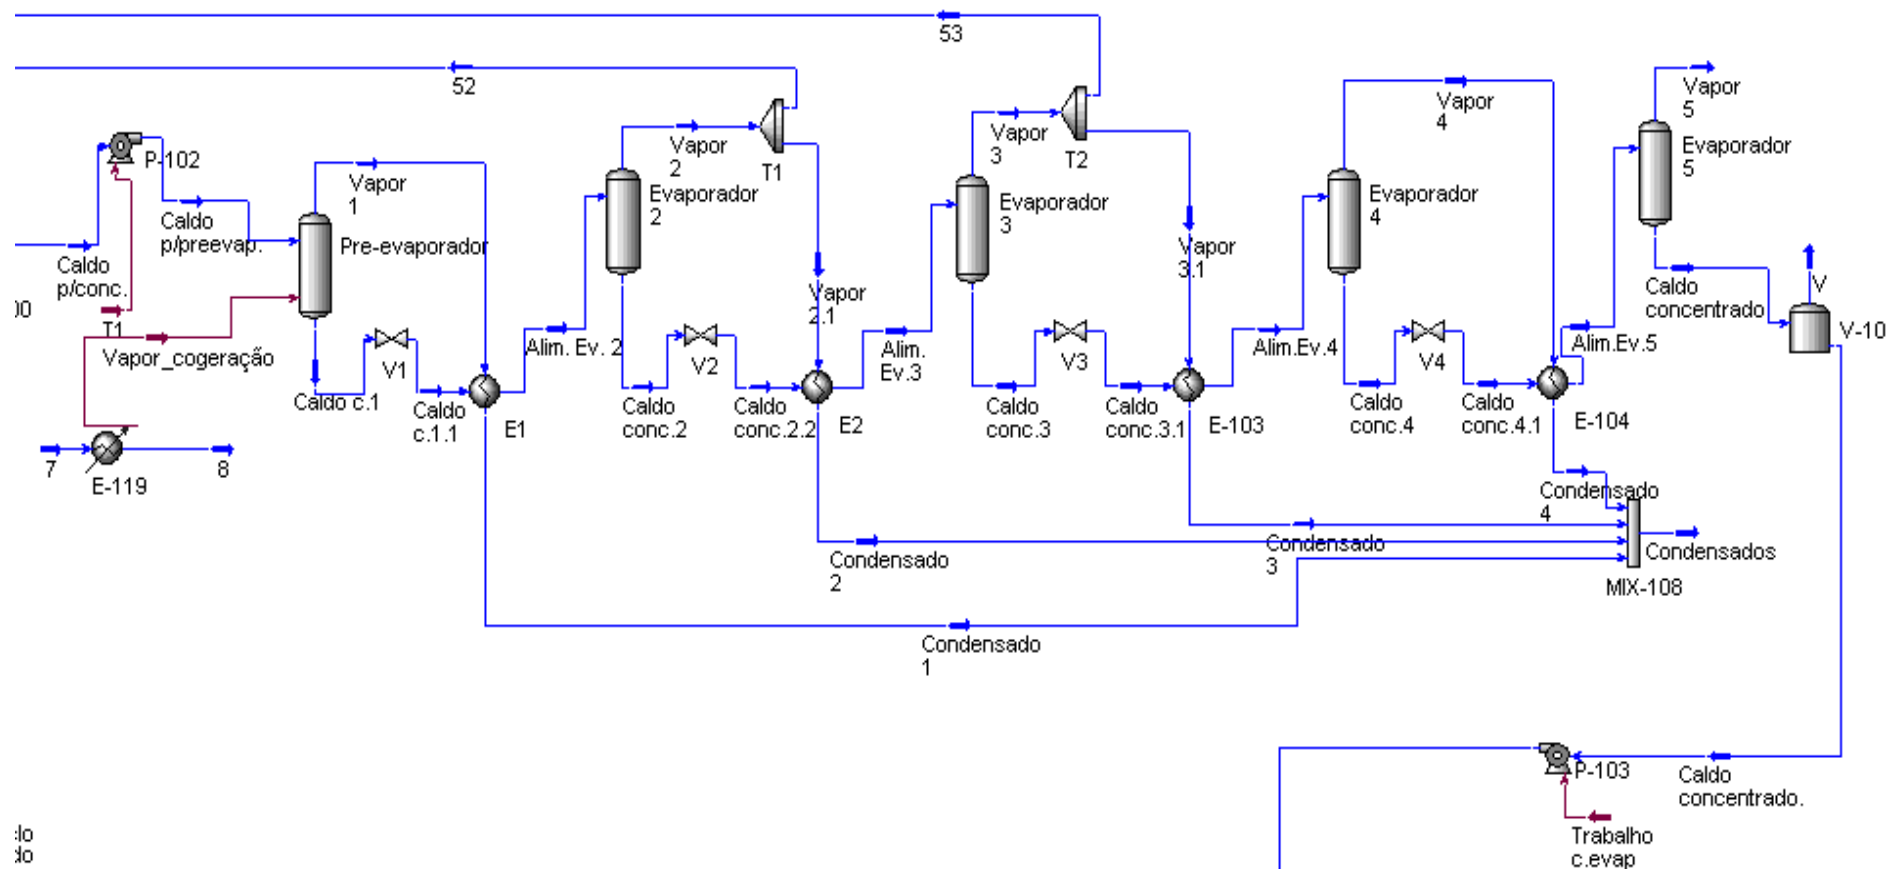 53
52
P-102
Vapor
1
Caldo
p/preevap.
Caldo
p/conc.
T1
Vapor_cogeração
Pre-evaporador
V1
Caldo c.1
Caldo
c.1.1
E1
7
8
E-119
Alim. Ev. 2
Evaporador
2
Vapor
2
T1
Vapor
2.1
V2
Caldo
conc.2
Caldo
conc.2.2
E2
Alim.
Ev.3
Evaporador
3
Vapor
3
T2
Vapor
3.1
V3
Caldo
conc.3
Caldo
conc.3.1
E-103
Alim.Ev.4
Evaporador
4
Vapor
4
V4
Caldo
conc.4
Caldo
conc.4.1
E-104
Alim.Ev.5
Evaporador
5
Vapor
5
Caldo
concentrado
V
V-10
Condensado
4
Condensado
3
Condensado
2
Condensado
1
Condensados
MIX-108
P-103
Caldo
concentrado.
Trabalho
c.evap